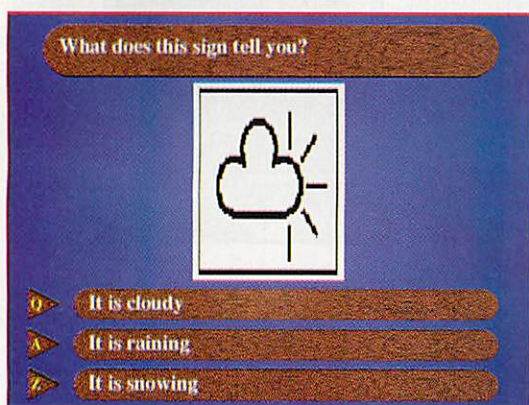 What does this sign tell you?
Q It is cloudy
A It is raining
Z It is snowing